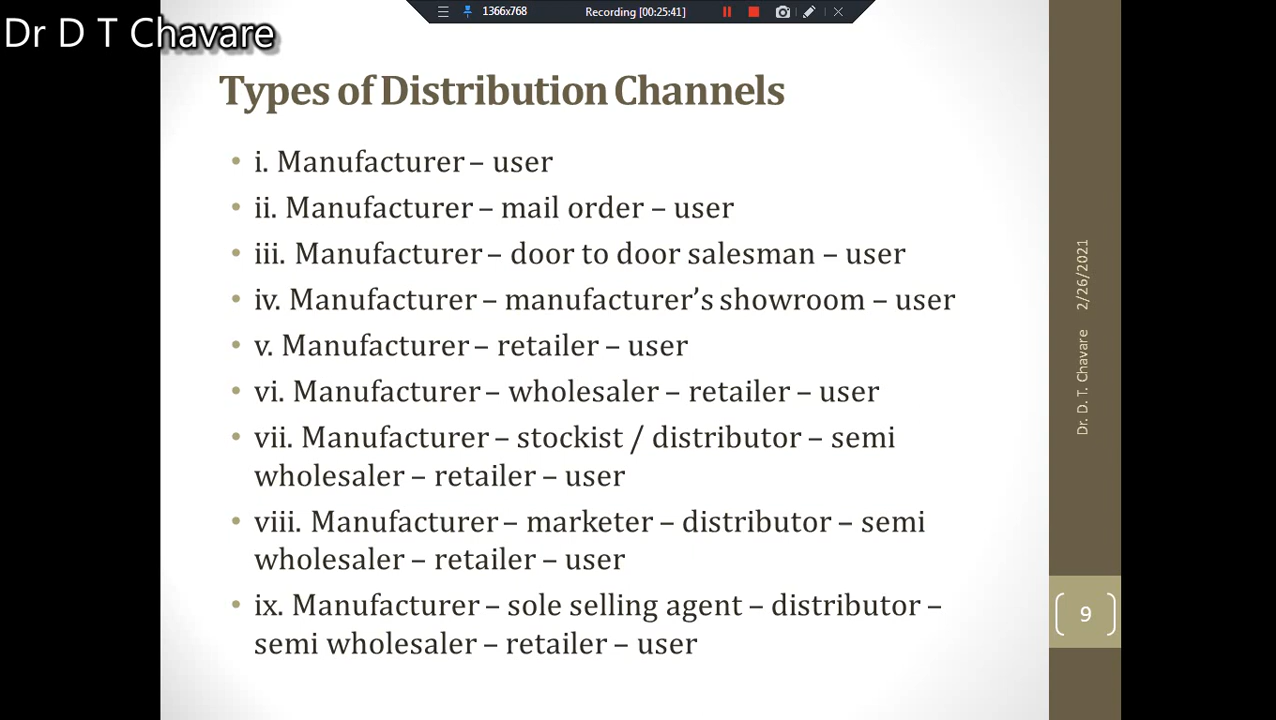 1366x768 Recording [00:25:41]
Dr D T Chavare
Types of Distribution Channels
• i. Manufacturer – user
• ii. Manufacturer – mail order – user
• iii. Manufacturer – door to door salesman – user
• iv. Manufacturer – manufacturer’s showroom – user
• v. Manufacturer – retailer – user
• vi. Manufacturer – wholesaler – retailer – user
• vii. Manufacturer – stockist / distributor – semi
wholesaler – retailer – user
• viii. Manufacturer – marketer – distributor – semi
wholesaler – retailer – user
• ix. Manufacturer – sole selling agent – distributor –
semi wholesaler – retailer – user
Dr. D. T. Chavare 2/26/2021
9